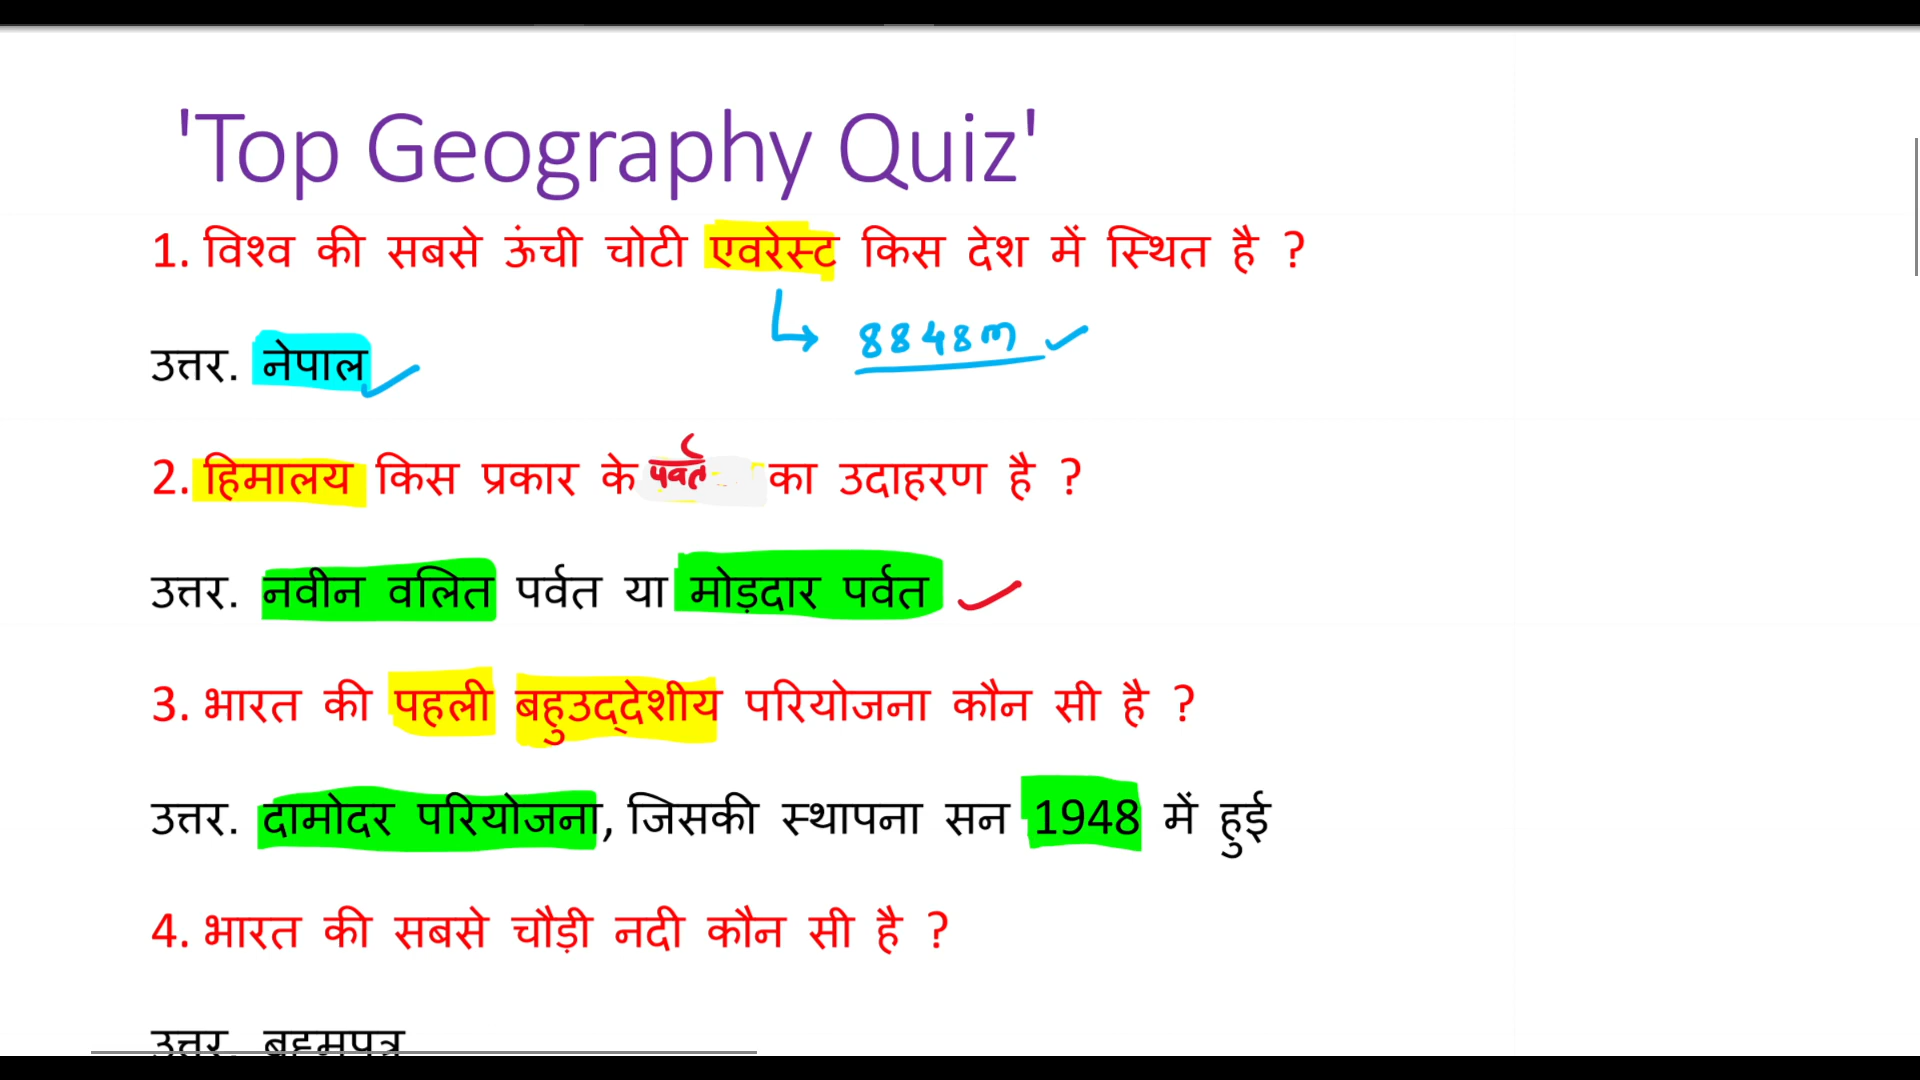 'Top Geography Quiz'
1. विश्व की सबसे ऊंची चोटी एवरेस्ट किस देश में स्थित है ?
8848m
उत्तर. नेपाल
2. हिमालय किस प्रकार के पर्वत का उदाहरण है ?
उत्तर. नवीन वलित पर्वत या मोड़दार पर्वत
3. भारत की पहली बहुउद्देशीय परियोजना कौन सी है ?
उत्तर. दामोदर परियोजना, जिसकी स्थापना सन 1948 में हुई
4. भारत की सबसे चौड़ी नदी कौन सी है ?
उत्तर. ब्रहमपुत्र